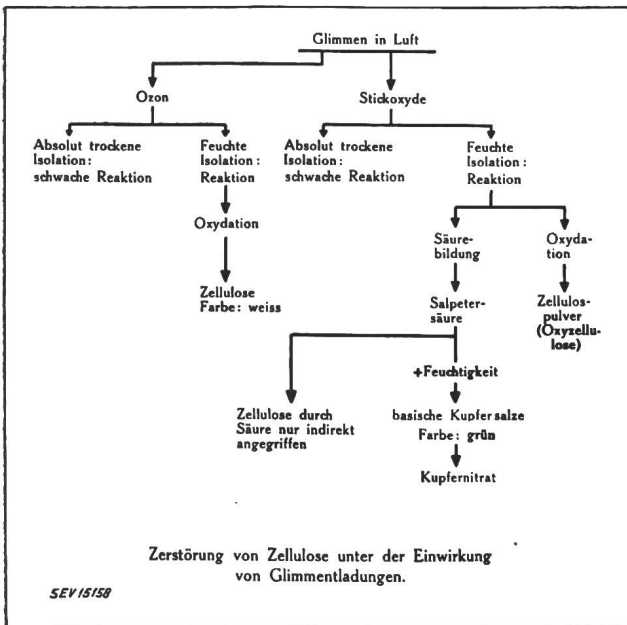 Glimmen in Luft
Ozon
Stickoxyde
Absolut trockene
Isolation:
schwache Reaktion
Feuchte
Isolation:
Reaktion
Absolut trockene
Isolation:
schwache Reaktion
Feuchte
Isolation:
Reaktion
Oxydation
Zellulose
Farbe: weiss
Säure-
bildung
Oxyda-
tion
Salpeter-
säure
Zellulos-
pulver
(Oxyzellu-
lose)
+Feuchtigkeit
Zellulose durch
Säure nur indirekt
angegriffen
basische Kupfersalze
Farbe: grün
Kupfernitrat
Zerstörung von Zellulose unter der Einwirkung
von Glimmentladungen.
SEV 15158